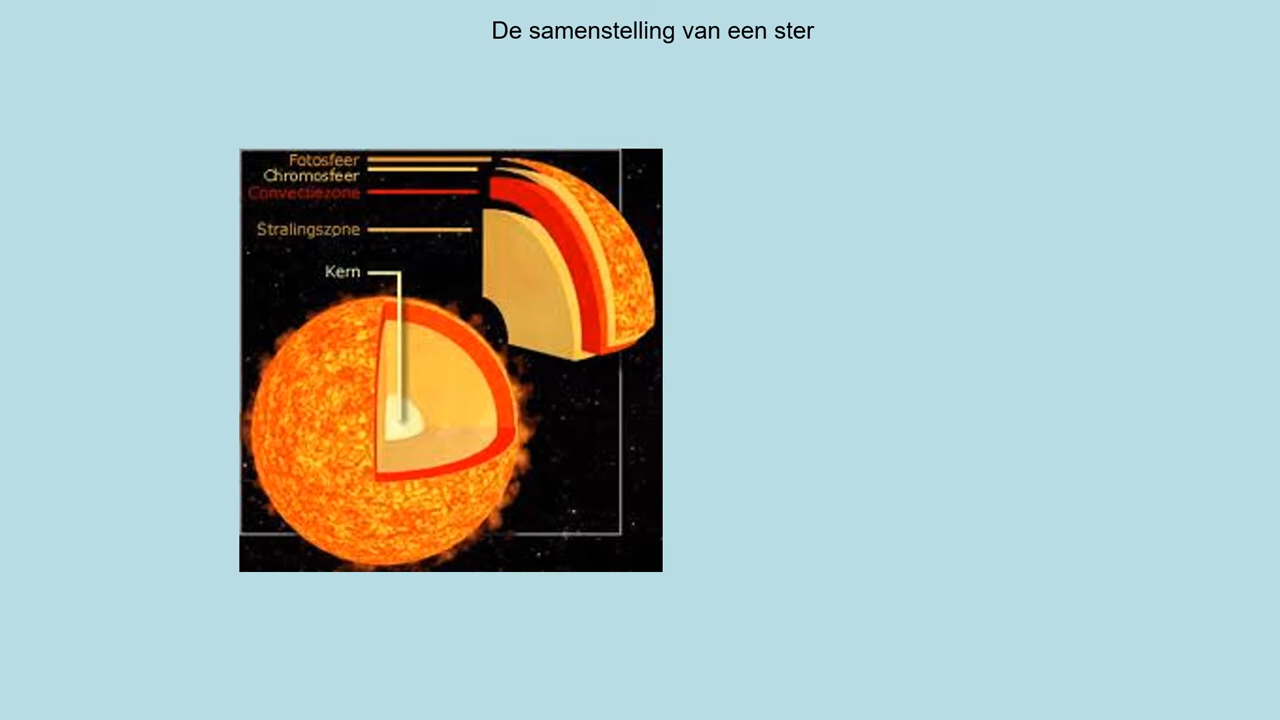 De samenstelling van een ster
Fotosfeer
Chromosfeer
Convectiezone
Stralingszone
Kern